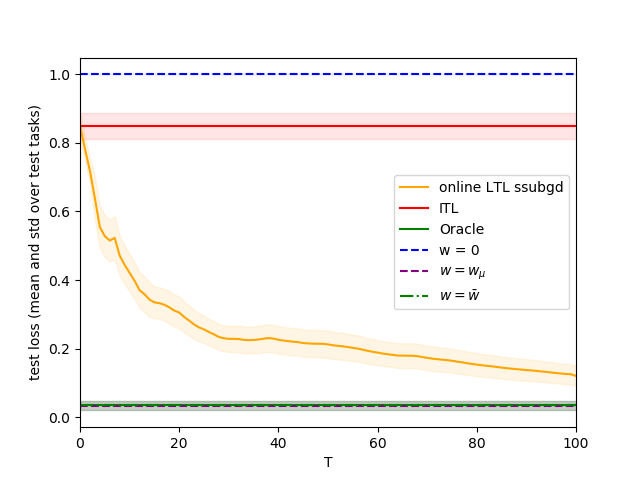 1.0
0.8
0.6
0.4
0.2
0.0
test loss (mean and std over test tasks)
online LTL ssubgd
ITL
Oracle
w = 0
w = w_μ
w = w̄
0 20 40 60 80 100
T